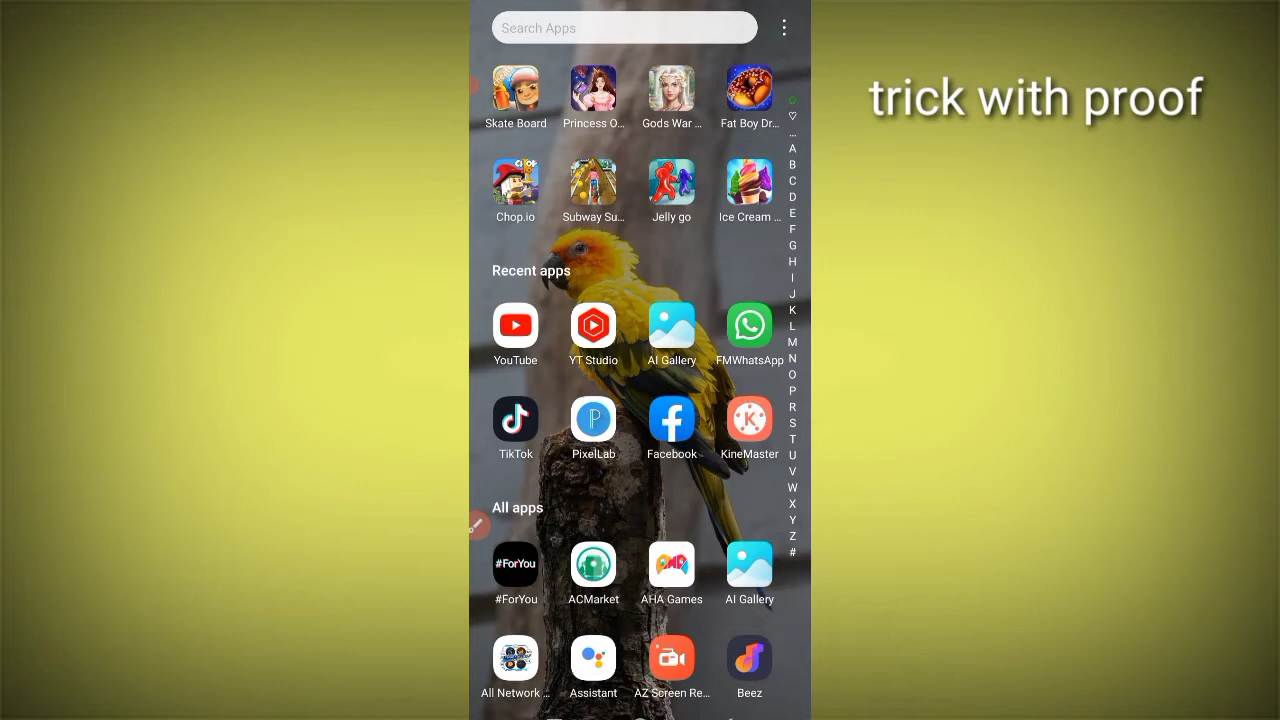 Search Apps
trick with proof
Skate Board
Princess O...
Gods War ...
Fat Boy Dr...
Chop.io
Subway Su...
Jelly go
Ice Cream ...
Recent apps
YouTube
YT Studio
AI Gallery
FMWhatsApp
TikTok
PixelLab
Facebook
KineMaster
All apps
#ForYou
#ForYou
ACMarket
AHA Games
AI Gallery
All Network ...
Assistant
AZ Screen Re...
Beez
...
A
B
C
D
E
F
G
H
I
J
K
L
M
N
O
P
R
S
T
U
V
W
X
Y
Z
#